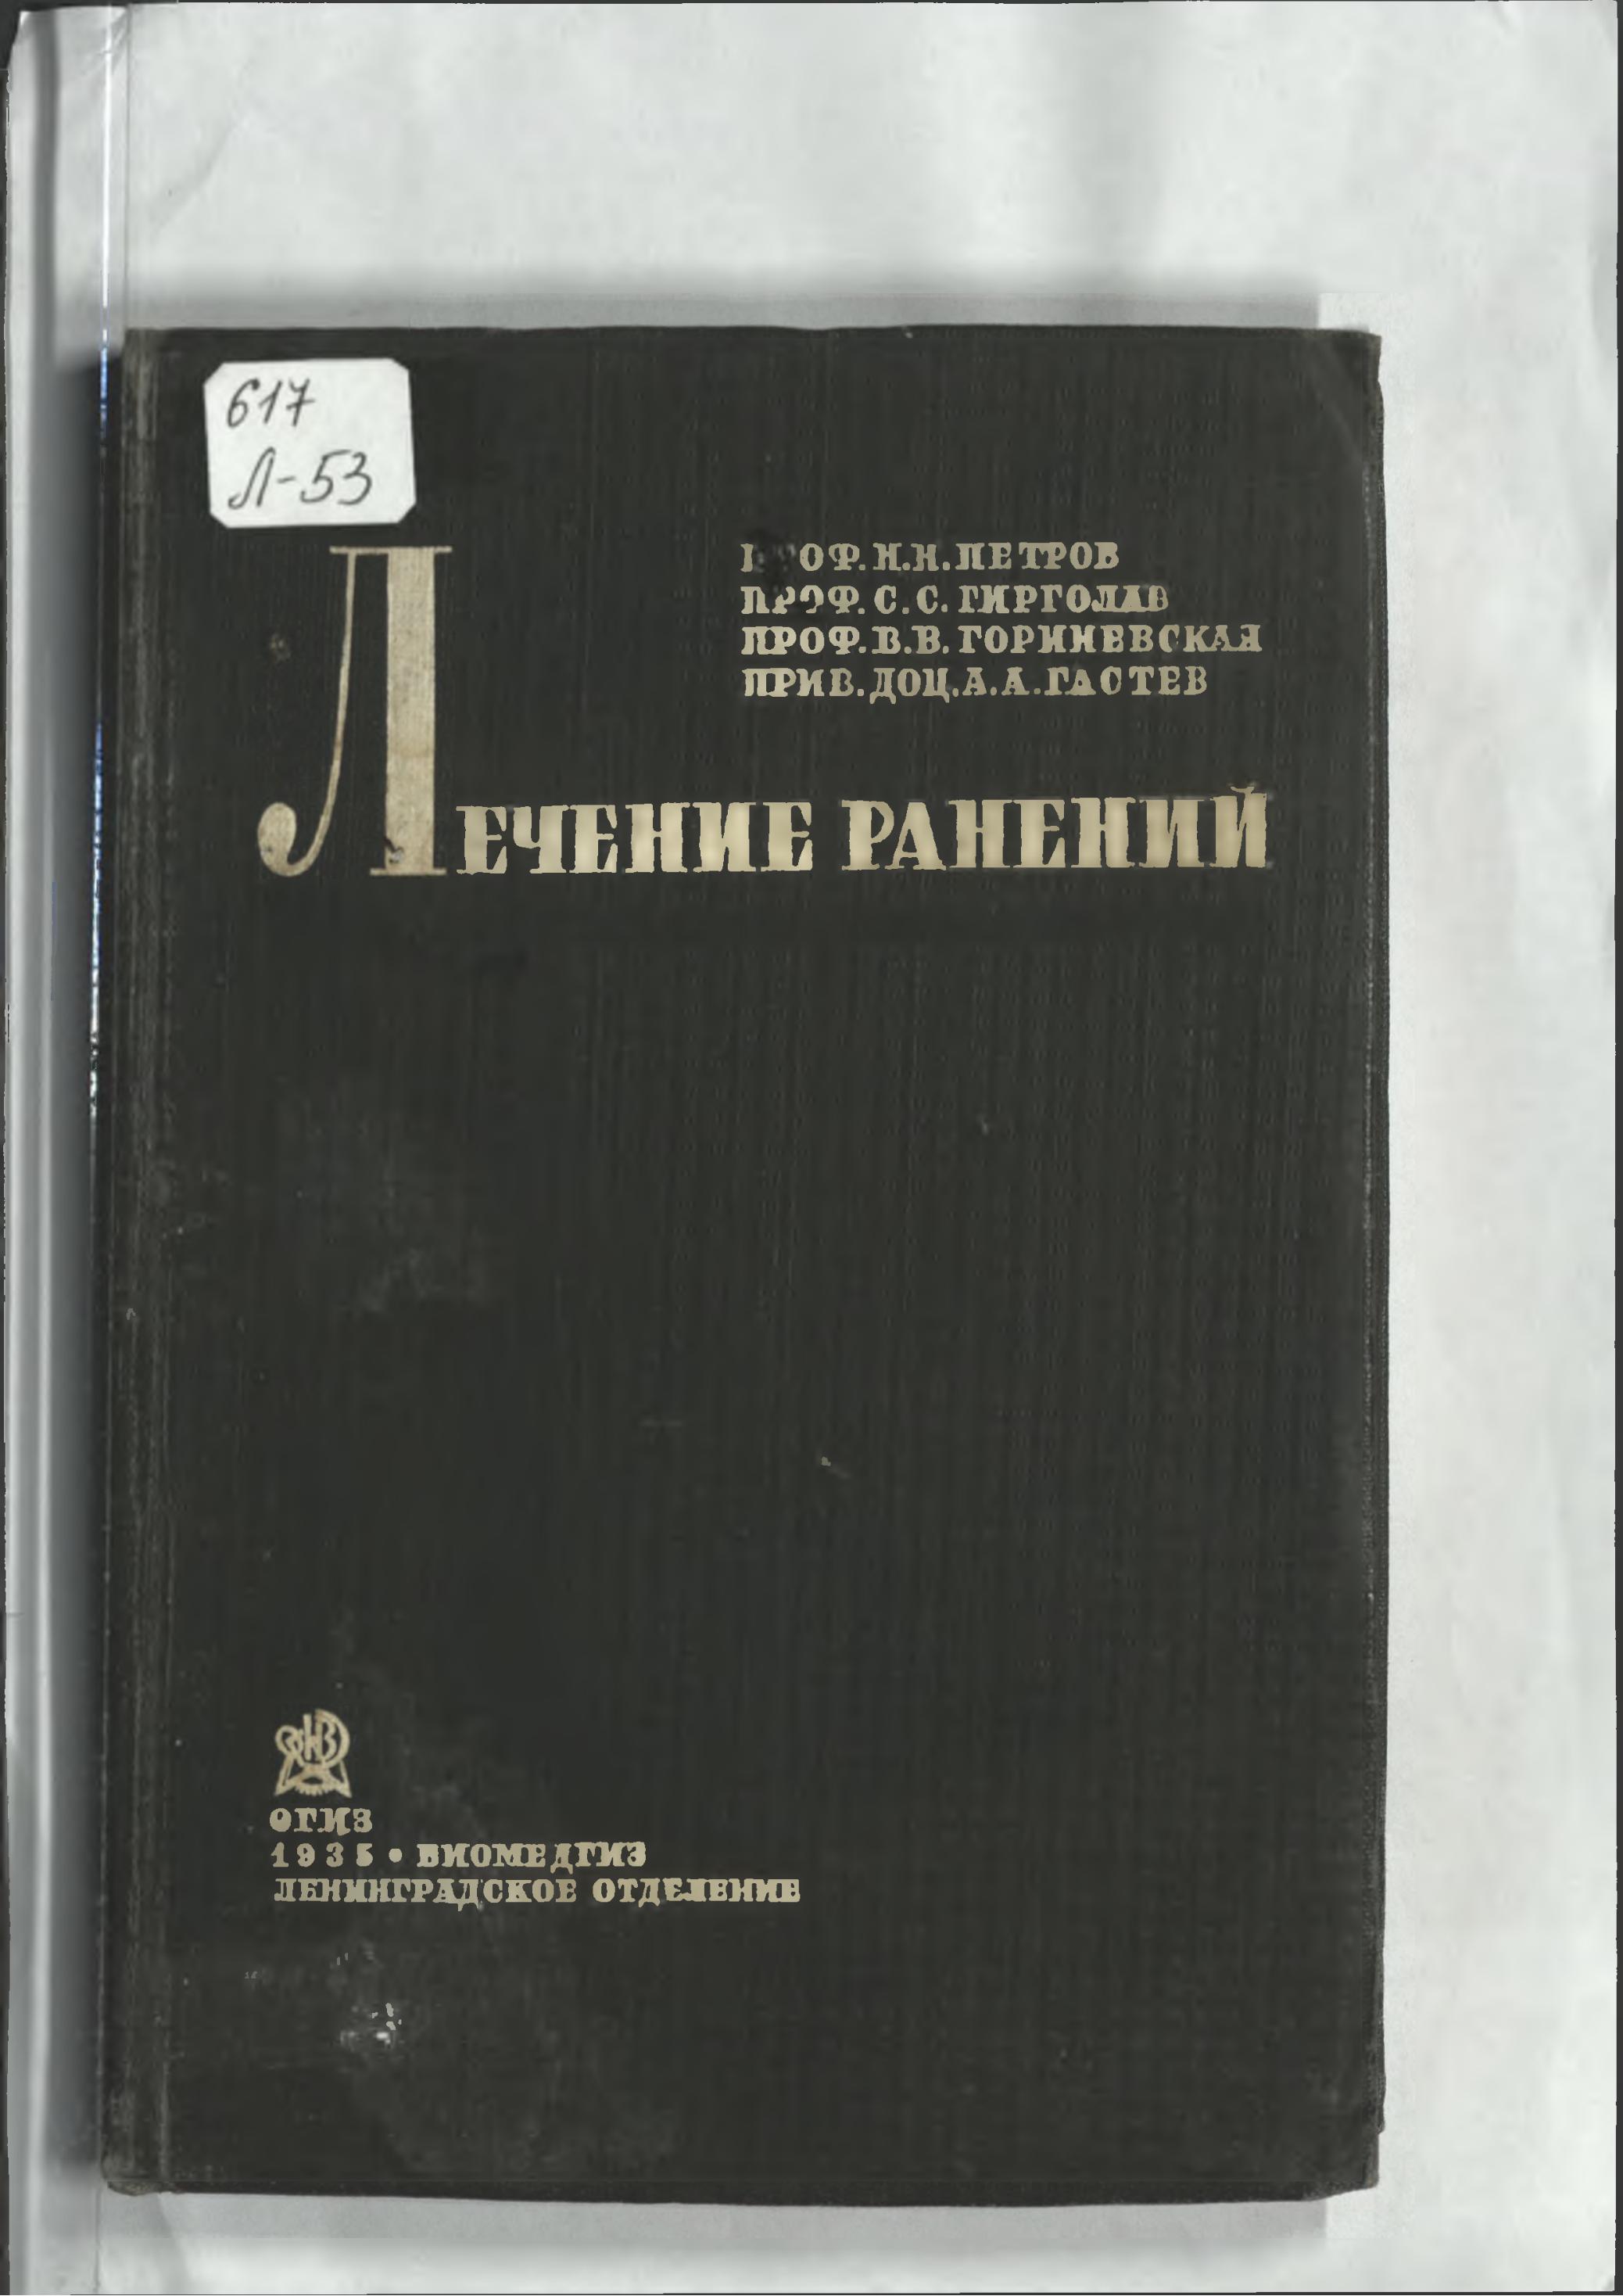 617
Л-53
ПРОФ. Н. Н. ПЕТРОВ
ПРОФ. С. С. ГИРГОЛАВ
ПРОФ. В. В. ГОРИНЕВСКАЯ
ПРИВ. ДОЦ. А. А. ГАСТЕВ
ЛЕЧЕНИЕ РАНЕНИЙ
ОГИЗ
1935 • БИОМЕДГИЗ
ЛЕНИНГРАДСКОЕ ОТДЕЛЕНИЕ